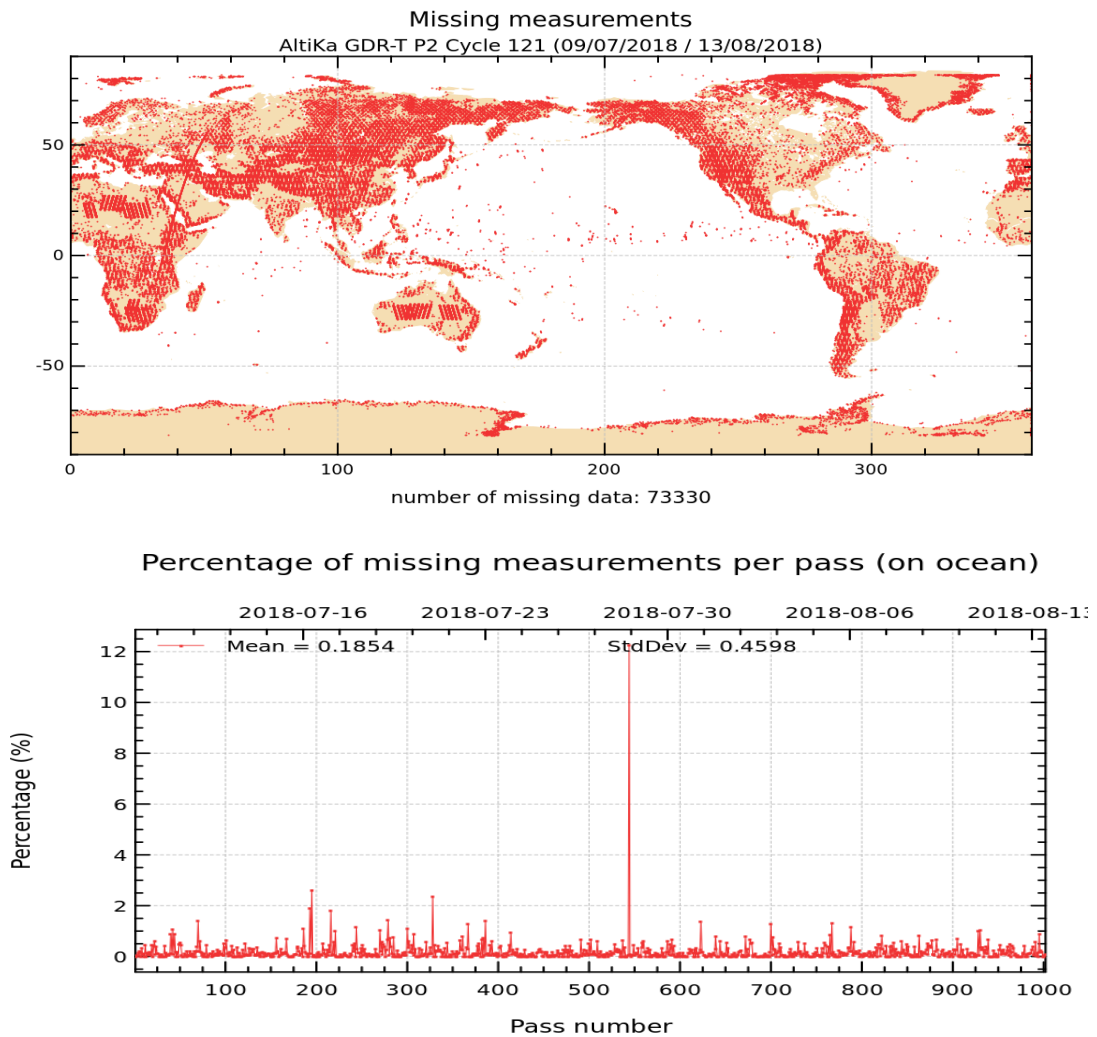 Missing measurements
AltiKa GDR-T P2 Cycle 121 (09/07/2018 / 13/08/2018)
50
0
-50
0 100 200 300
number of missing data: 73330
Percentage of missing measurements per pass (on ocean)
2018-07-16 2018-07-23 2018-07-30 2018-08-06 2018-08-13
Mean = 0.1854 StdDev = 0.4598
12
10
8
6
4
2
0
Percentage (%)
100 200 300 400 500 600 700 800 900 1000
Pass number